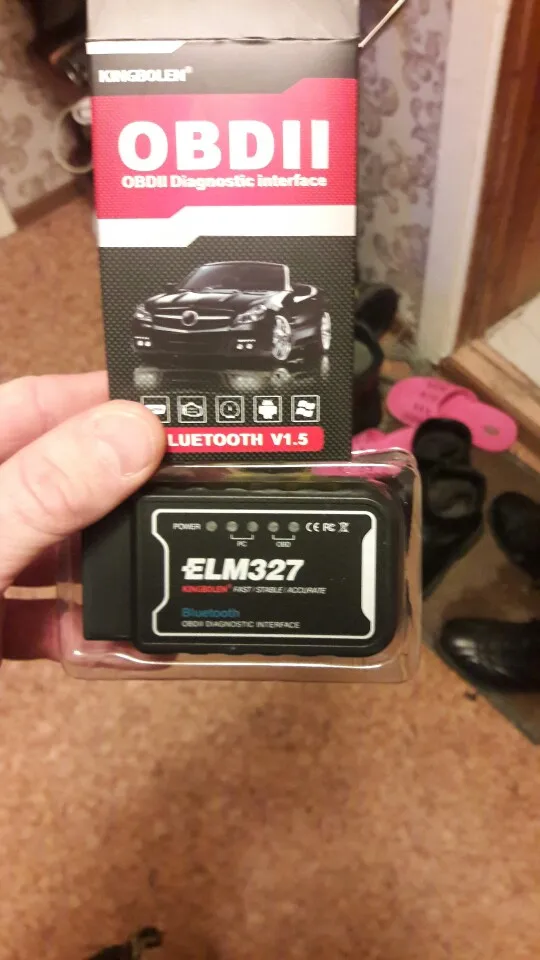 KINGBOLEN®
OBDII
OBDII Diagnostic interface
LUETOOTH V1.5
POWER
CE FC
PC
OBD
ELM327
KINGBOLEN® FAST / STABLE / ACCURATE
Bluetooth
OBDII DIAGNOSTIC INTERFACE